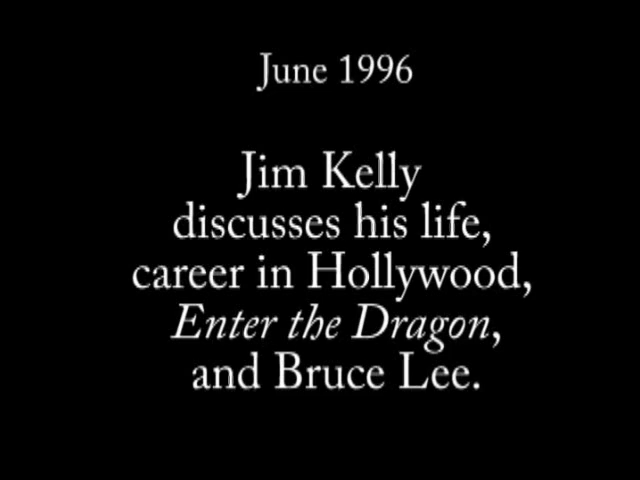 June 1996
Jim Kelly
discusses his life,
career in Hollywood,
Enter the Dragon,
and Bruce Lee.